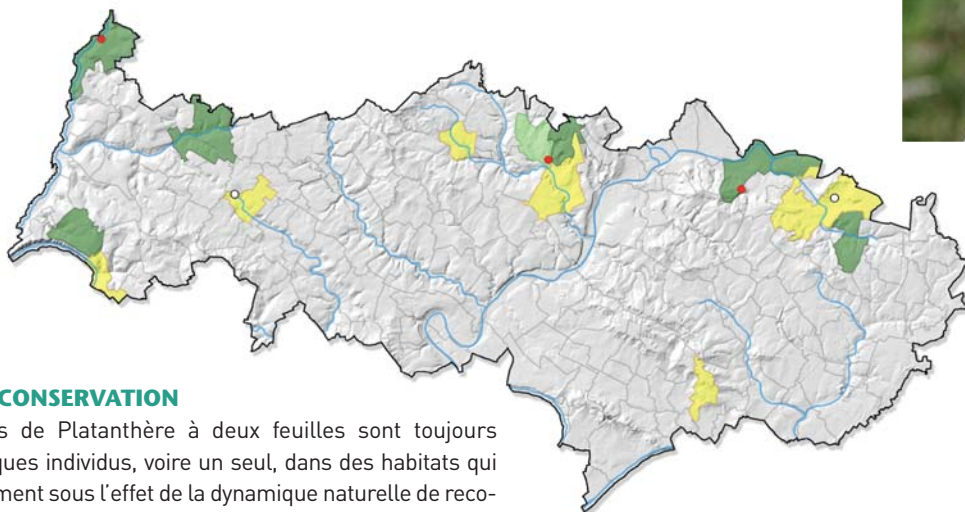 CONSERVATION
s de Platanthère à deux feuilles sont toujours
ques individus, voire un seul, dans des habitats qui
ment sous l'effet de la dynamique naturelle de reco-